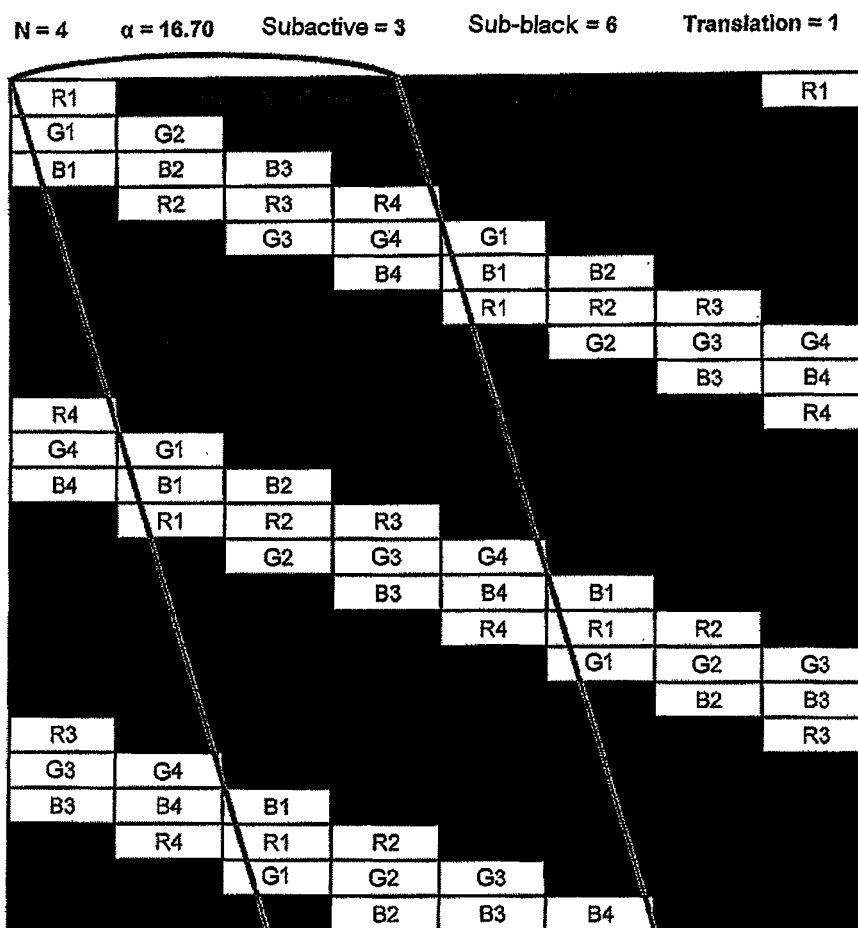 N = 4 α = 16.70 Subactive = 3 Sub-black = 6 Translation = 1
R1 R1
G1 G2
B1 B2 B3
R2 R3 R4
G3 G4 G1
B4 B1 B2
R1 R2 R3
G2 G3 G4
B3 B4
R4 R4
G4 G1
B4 B1 B2
R1 R2 R3
G2 G3 G4
B3 B4 B1
R4 R1 R2
G1 G2 G3
B2 B3
R3 R3
G3 G4
B3 B4 B1
R4 R1 R2
G1 G2 G3
B2 B3 B4